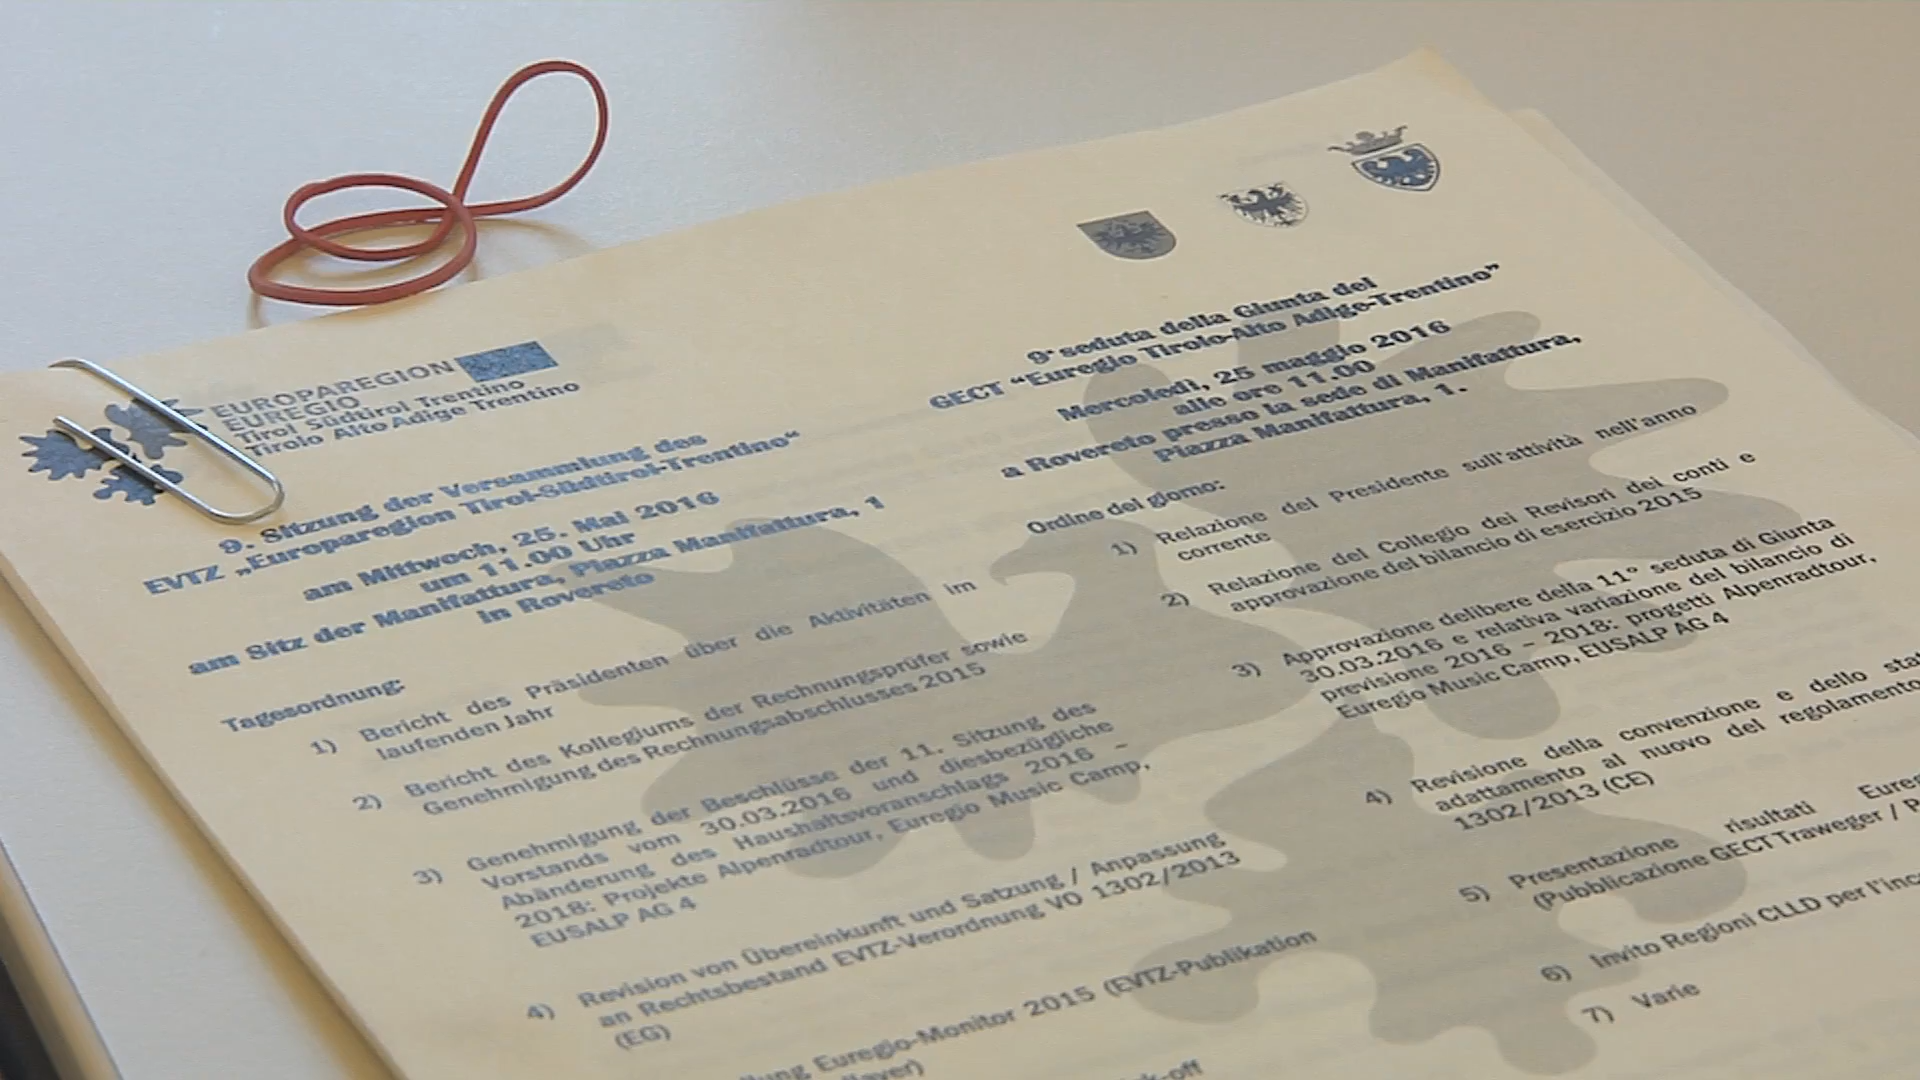 EUROPAREGION
EUREGIO
Tirol Südtirol Trentino
Tirolo Alto Adige Trentino
9. Sitzung der Versammlung des
EVTZ „Europaregion Tirol-Südtirol-Trentino“
am Mittwoch, 25. Mai 2016
um 11.00 Uhr
am Sitz der Manifattura, Piazza Manifattura, 1
in Rovereto
Tagesordnung:
1) Bericht des Präsidenten über die Aktivitäten im
laufenden Jahr
2) Bericht des Kollegiums der Rechnungsprüfer sowie
Genehmigung des Rechnungsabschlusses 2015
3) Genehmigung der Beschlüsse der 11. Sitzung des
Vorstands vom 30.03.2016 und diesbezügliche
Abänderung des Haushaltsvoranschlags 2016 –
2018: Projekte Alpenradtour, Euregio Music Camp,
EUSALP AG 4
4) Revision von Übereinkunft und Satzung / Anpassung
an Rechtsbestand EVTZ-Verordnung VO 1302/2013
(EG)
Euregio-Monitor 2015 (EVTZ-Publikation
9° seduta della Giunta del
GECT “Euregio Tirolo-Alto Adige-Trentino”
Mercoledì, 25 maggio 2016
alle ore 11.00
a Rovereto presso la sede di Manifattura,
Piazza Manifattura, 1.
Ordine del giorno:
1) Relazione del Presidente sull'attività nell'anno
corrente
2) Relazione del Collegio dei Revisori dei conti e
approvazione del bilancio di esercizio 2015
3) Approvazione delibere della 11° seduta di Giunta
30.03.2016 e relativa variazione del bilancio di
previsione 2016 – 2018: progetti Alpenradtour,
Euregio Music Camp, EUSALP AG 4
4) Revisione della convenzione e dello
adattamento al nuovo del regolamento
1302/2013 (CE)
5) Presentazione risultati
(Pubblicazione GECT Traweger /
6) Invito Regioni CLLD per
7) Varie